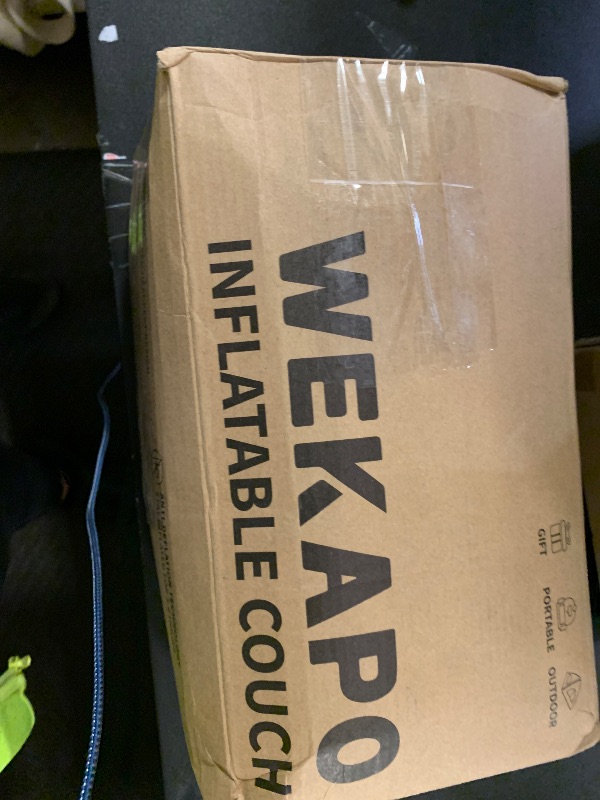 WEKAPO
INFLATABLE COUCH
GIFT
PORTABLE
OUTDOOR